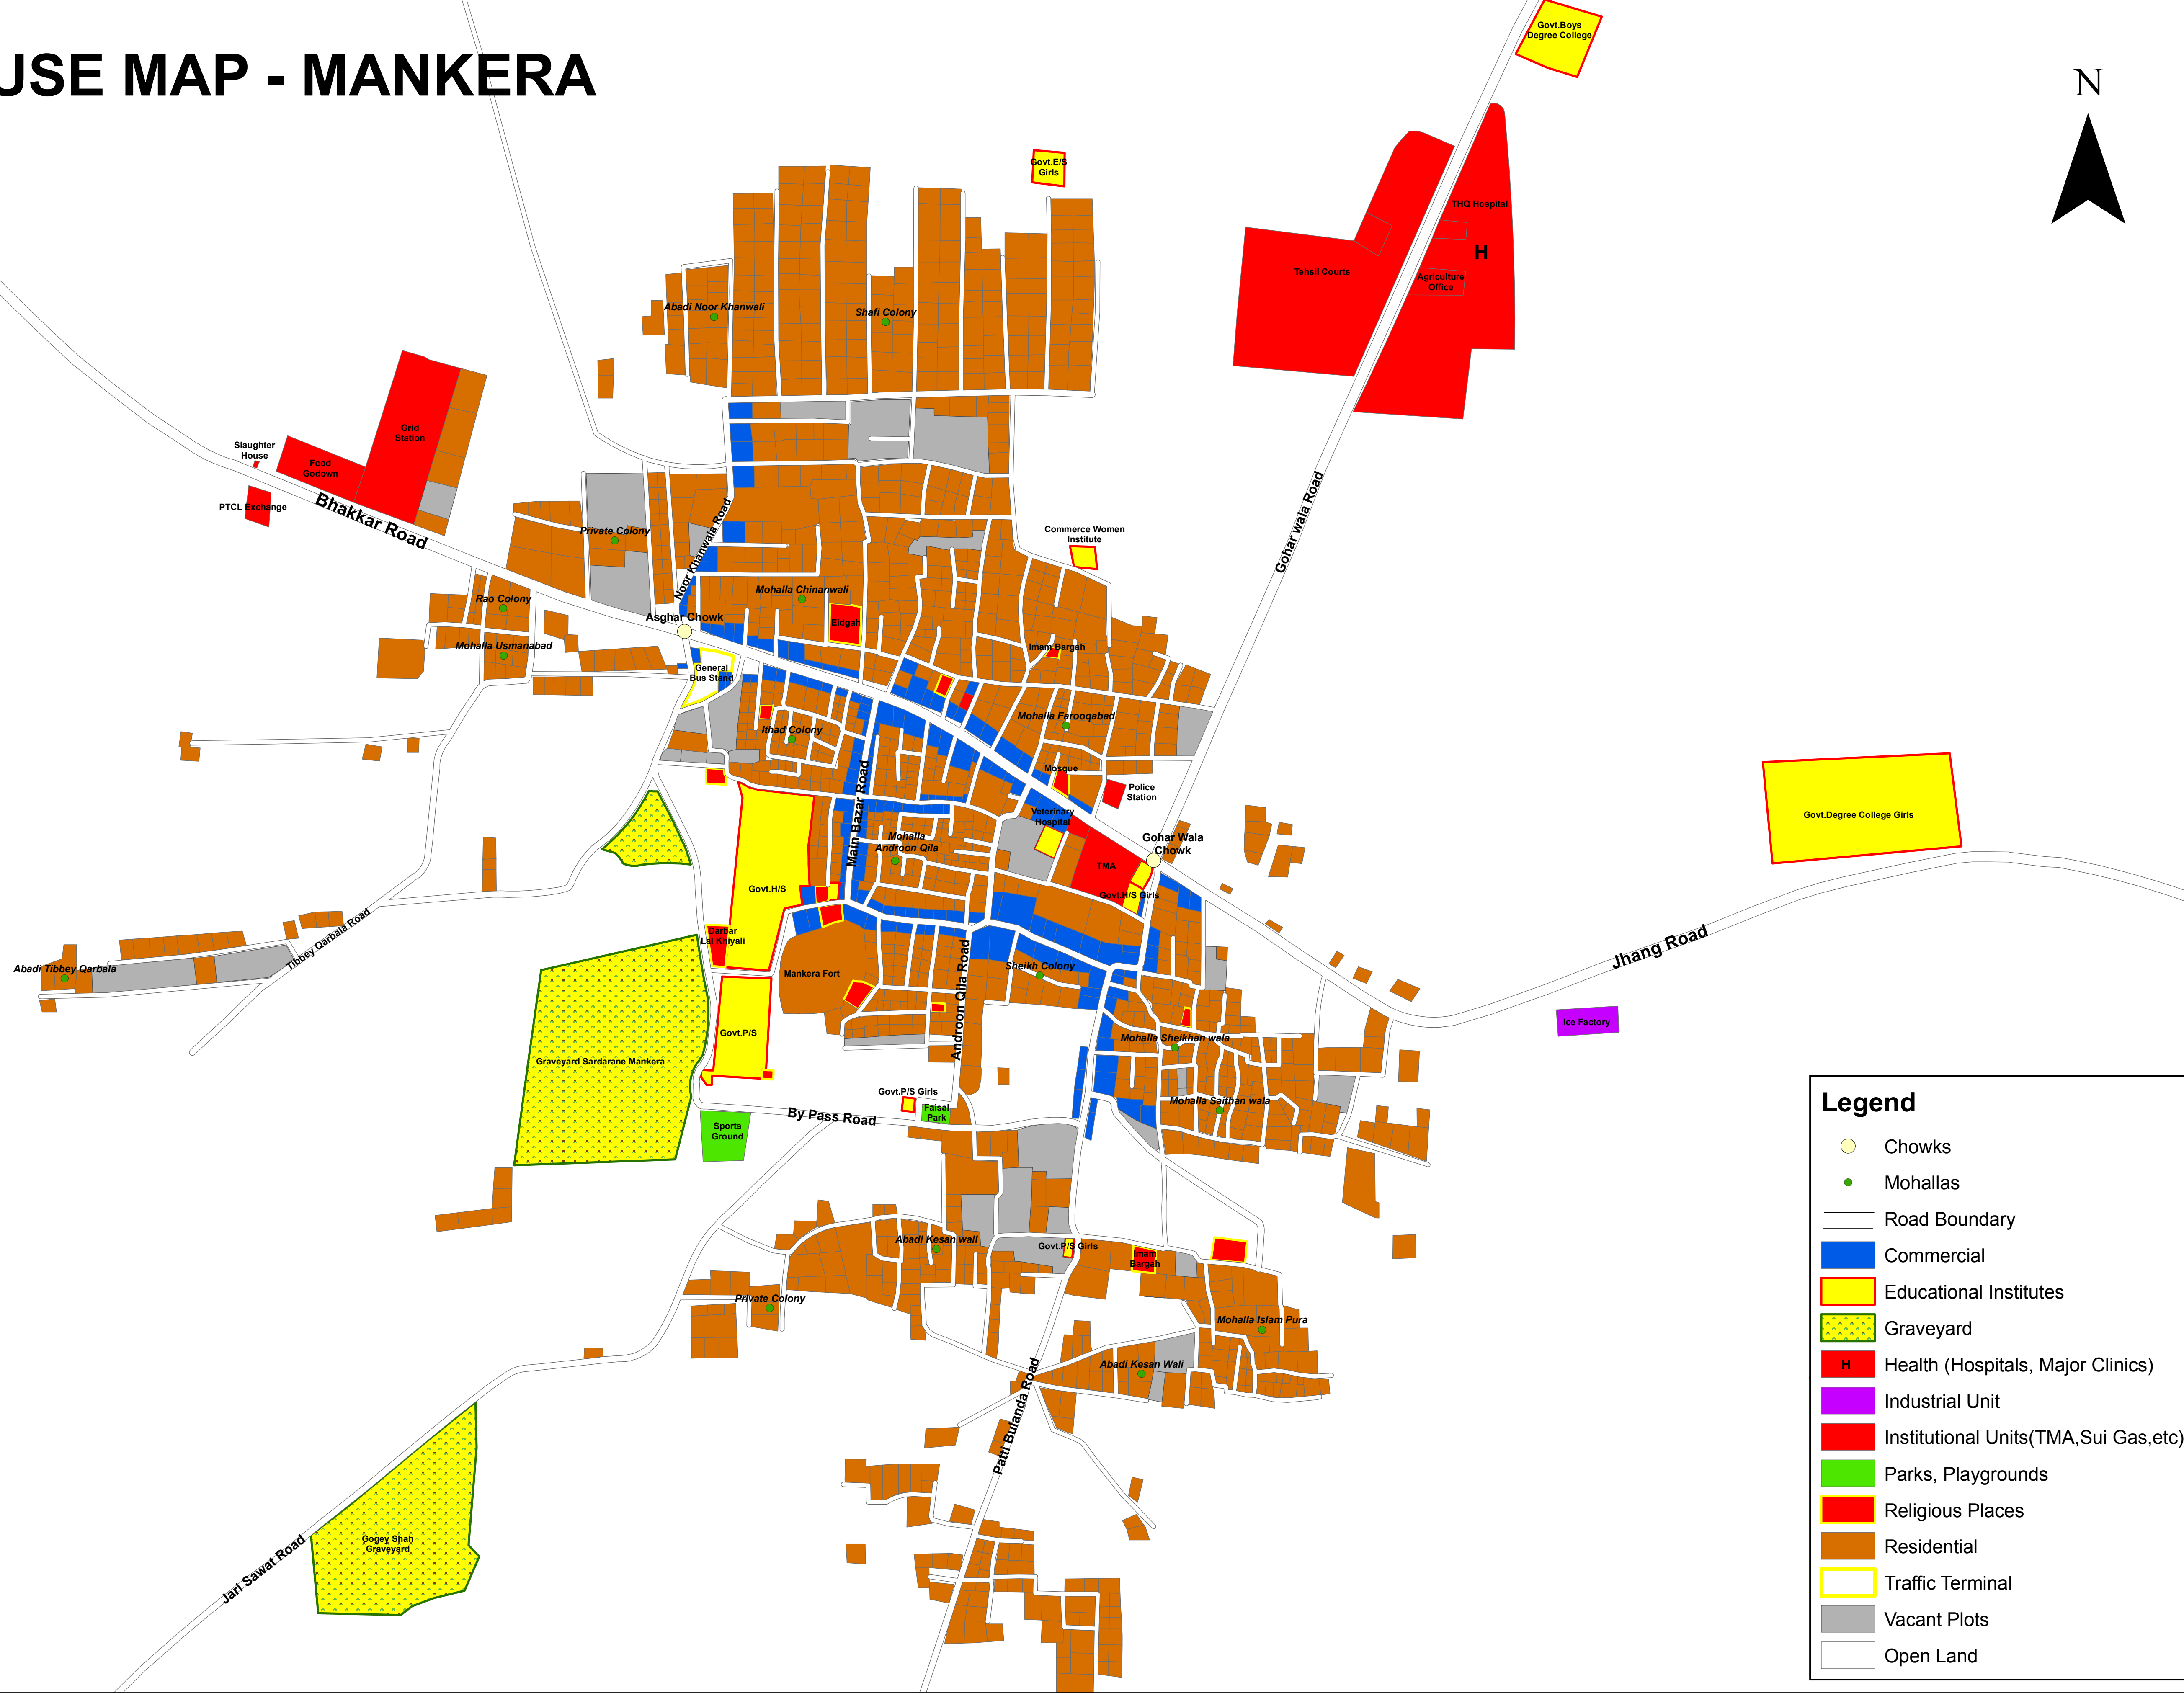 USE MAP - MANKERA
N
Govt.Boys
Degree College
Govt.E/S
Girls
THQ Hospital
H
Tehsil Courts
Agriculture
Office
Abadi Noor Khanwali
Shafi Colony
Grid
Station
Slaughter
House
Food
Godown
PTCL Exchange
Bhakkar Road
Private Colony
Noor Khanwala Road
Gohar wala Road
Commerce Women
Institute
Rao Colony
Mohalla Chinanwali
Asghar Chowk
Eidgah
Mohalla Usmanabad
Imam Bargah
General
Bus Stand
Ithad Colony
Mohalla Farooqabad
Mosque
Police
Station
Main Bazar Road
Veterinary
Hospital
Mohalla
Androon Qila
Gohar Wala
Chowk
TMA
Govt.Degree College Girls
Govt.H/S
Govt.H/S Girls
Darbar
Lal Khiyali
Tibbey Qarbala Road
Abadi Tibbey Qarbala
Mankera Fort
Sheikh Colony
Jhang Road
Androon Qila Road
Ice Factory
Govt.P/S
Graveyard Sardarane Mankera
Mohalla Sheikhan wala
Govt.P/S Girls
Faisal
Park
By Pass Road
Sports
Ground
Mohalla Saithan wala
Abadi Kesan wali
Govt.P/S Girls
Imam
Bargah
Private Colony
Mohalla Islam Pura
Abadi Kesan Wali
Patti Bulanda Road
Gogey Shah
Graveyard
Jari Sawat Road
Legend
Chowks
Mohallas
Road Boundary
Commercial
Educational Institutes
Graveyard
H
Health (Hospitals, Major Clinics)
Industrial Unit
Institutional Units(TMA,Sui Gas,etc)
Parks, Playgrounds
Religious Places
Residential
Traffic Terminal
Vacant Plots
Open Land